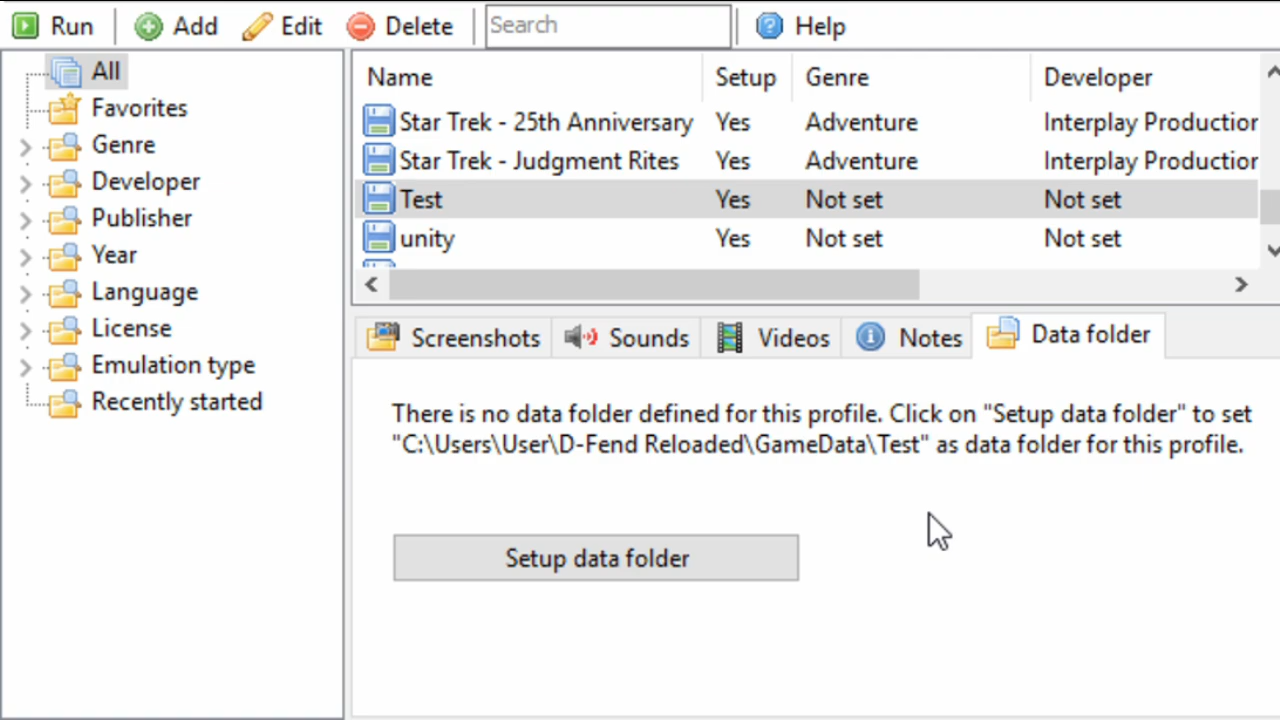 Run Add Edit Delete Search Help
All
Favorites
Genre
Developer
Publisher
Year
Language
License
Emulation type
Recently started
Name Setup Genre Developer
Star Trek - 25th Anniversary Yes Adventure Interplay Production
Star Trek - Judgment Rites Yes Adventure Interplay Production
Test Yes Not set Not set
unity Yes Not set Not set
Screenshots Sounds Videos Notes Data folder
There is no data folder defined for this profile. Click on "Setup data folder" to set
"C:\Users\User\D-Fend Reloaded\GameData\Test" as data folder for this profile.
Setup data folder